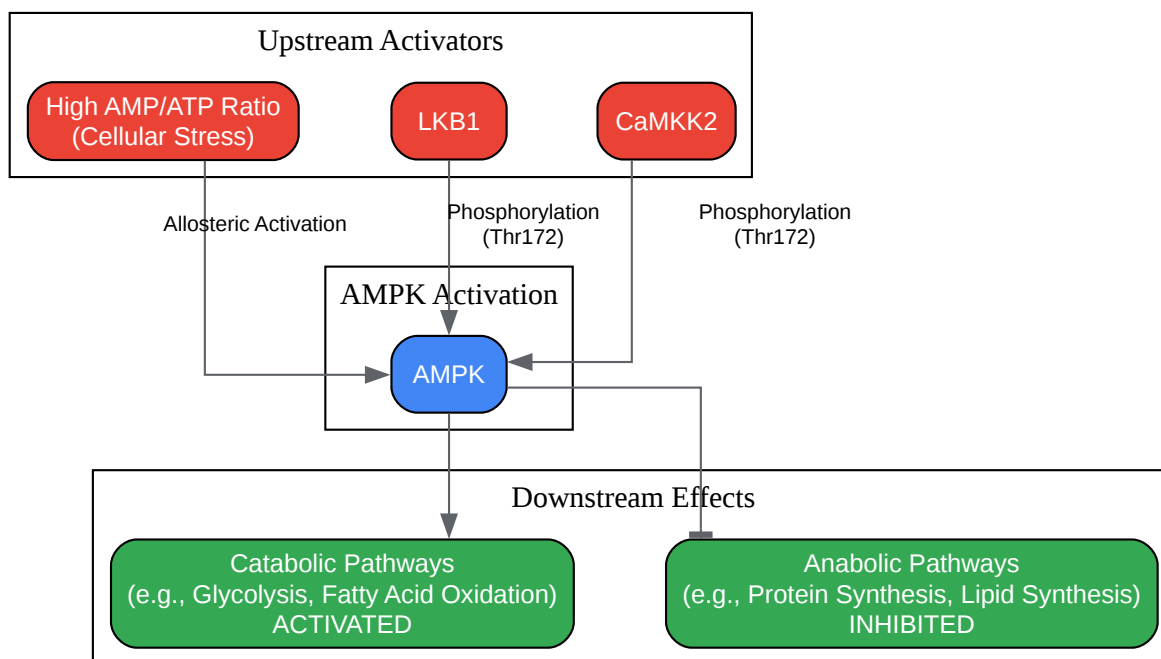 Upstream Activators
High AMP/ATP Ratio
(Cellular Stress)
LKB1
CaMKK2
Allosteric Activation
Phosphorylation
(Thr172)
Phosphorylation
(Thr172)
AMPK Activation
AMPK
Downstream Effects
Catabolic Pathways
(e.g., Glycolysis, Fatty Acid Oxidation)
ACTIVATED
Anabolic Pathways
(e.g., Protein Synthesis, Lipid Synthesis)
INHIBITED